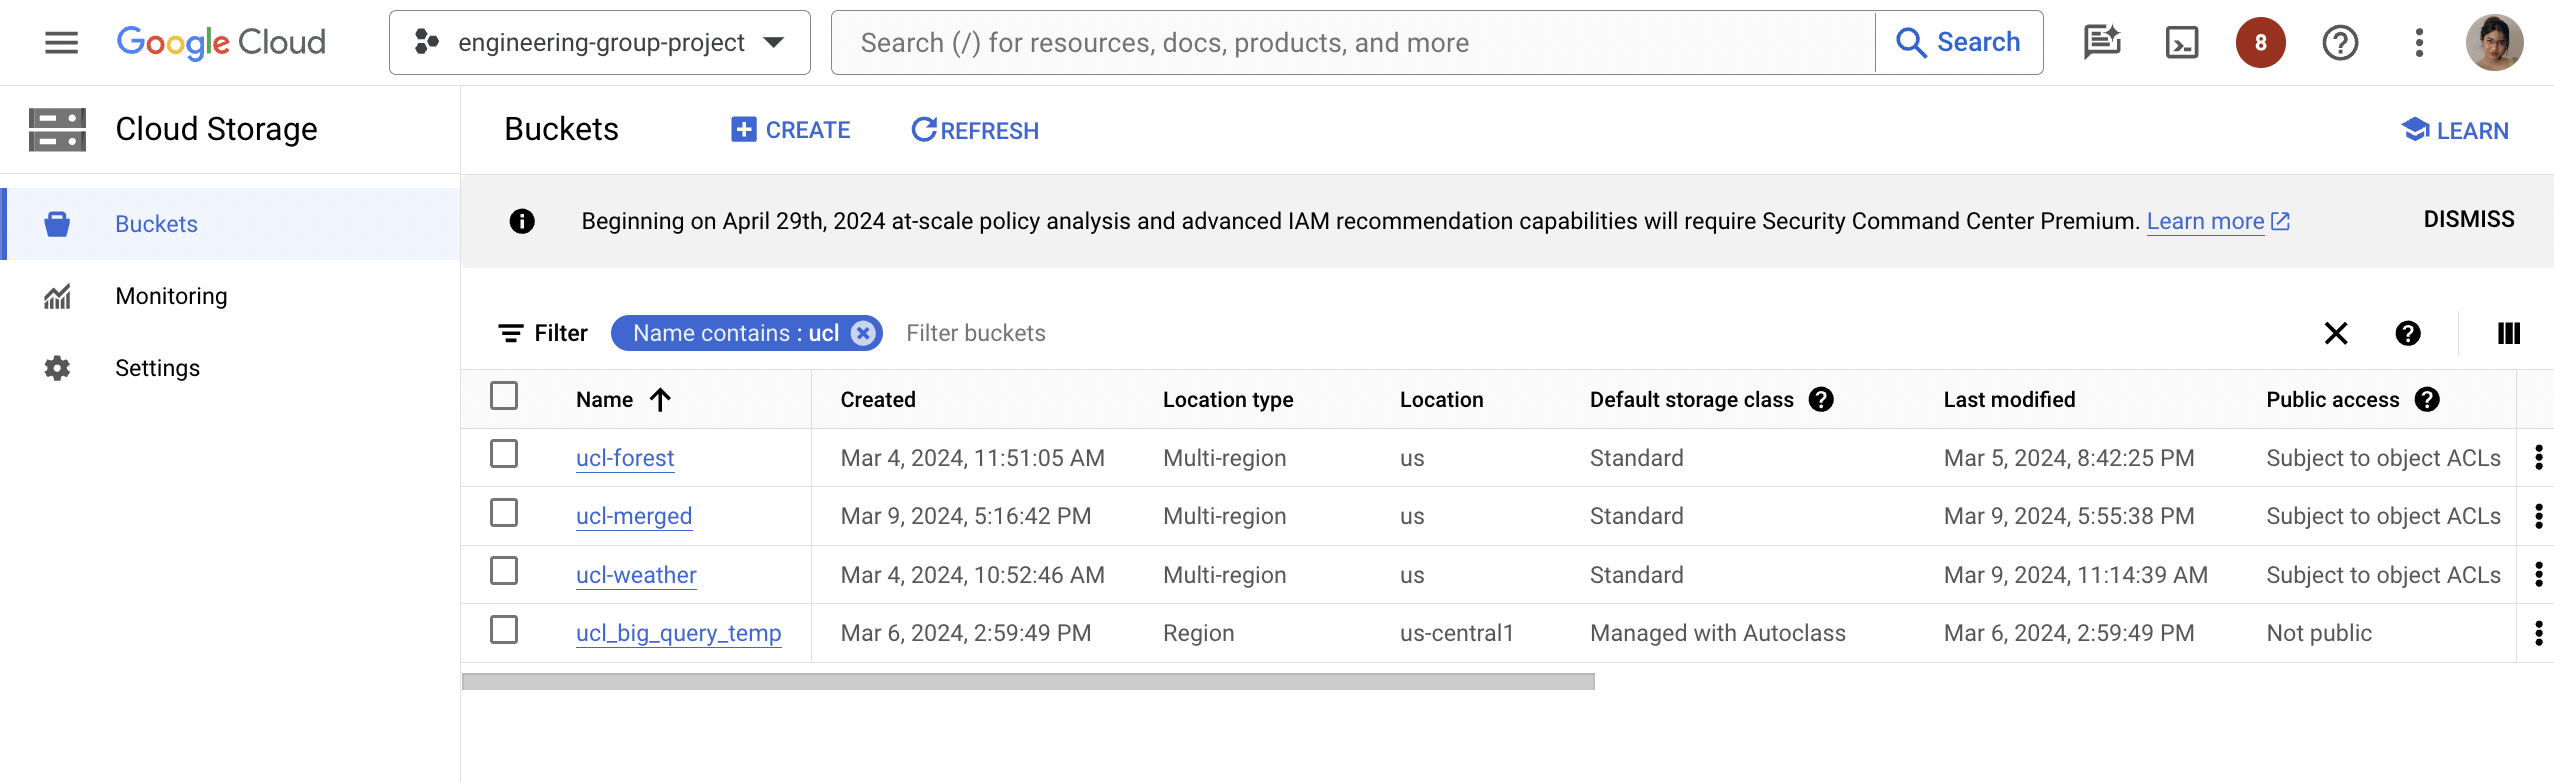 Google Cloud
engineering-group-project
Search (/) for resources, docs, products, and more
Search
8
Cloud Storage
Buckets
CREATE
REFRESH
LEARN
Buckets
Monitoring
Settings
Beginning on April 29th, 2024 at-scale policy analysis and advanced IAM recommendation capabilities will require Security Command Center Premium. Learn more
DISMISS
Filter
Name contains : ucl
Filter buckets
Name Created Location type Location Default storage class Last modified Public access
ucl-forest Mar 4, 2024, 11:51:05 AM Multi-region us Standard Mar 5, 2024, 8:42:25 PM Subject to object ACLs
ucl-merged Mar 9, 2024, 5:16:42 PM Multi-region us Standard Mar 9, 2024, 5:55:38 PM Subject to object ACLs
ucl-weather Mar 4, 2024, 10:52:46 AM Multi-region us Standard Mar 9, 2024, 11:14:39 AM Subject to object ACLs
ucl_big_query_temp Mar 6, 2024, 2:59:49 PM Region us-central1 Managed with Autoclass Mar 6, 2024, 2:59:49 PM Not public